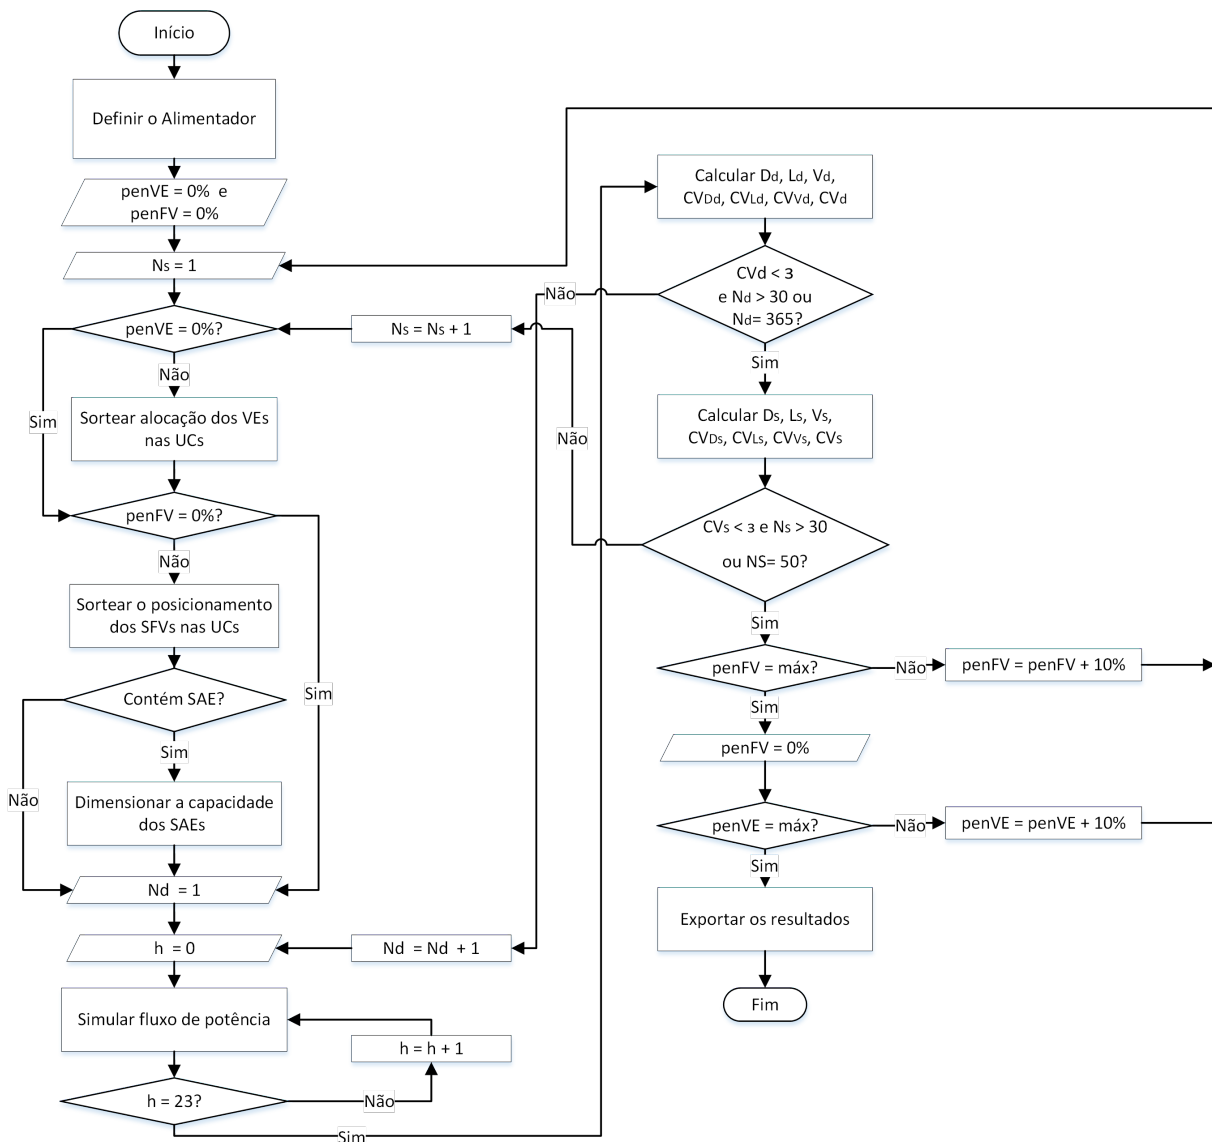 Início
Definir o Alimentador
penVE = 0% e
penFV = 0%
Ns = 1
penVE = 0%?
Ns = Ns + 1
Não
Sim
Sortear alocação dos VEs
nas UCs
penFV = 0%?
Não
Sortear o posicionamento
dos SFVs nas UCs
Sim
Contém SAE?
Sim
Não
Dimensionar a capacidade
dos SAEs
Nd = 1
h = 0
Nd = Nd + 1
Simular fluxo de potência
h = h + 1
h = 23?
Não
Sim
Calcular Dd, Ld, Vd,
CVDd, CVLd, CVVd, CVd
CVd < ɜ
e Nd > 30 ou
Nd= 365?
Não
Sim
Calcular Ds, Ls, Vs,
CVDs, CVLs, CVVs, CVs
Não
CVs < ɜ e Ns > 30
ou NS= 50?
Sim
penFV = máx?
Não
penFV = penFV + 10%
Sim
penFV = 0%
penVE = máx?
Não
penVE = penVE + 10%
Sim
Exportar os resultados
Fim